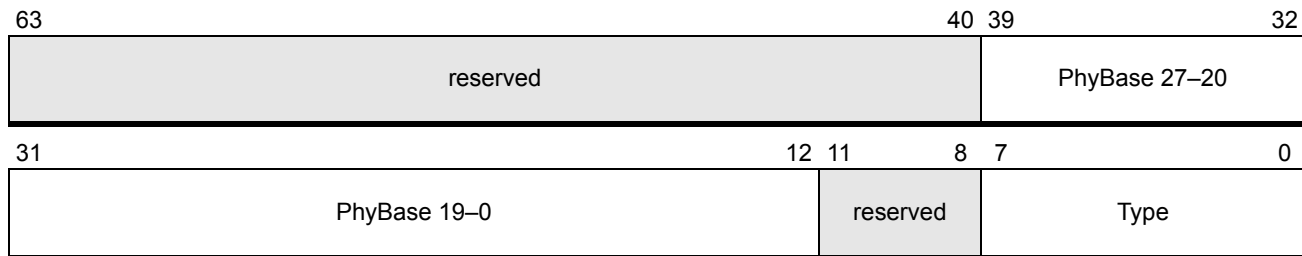 63 40 39 32
reserved PhyBase 27–20
31 12 11 8 7 0
PhyBase 19–0 reserved Type